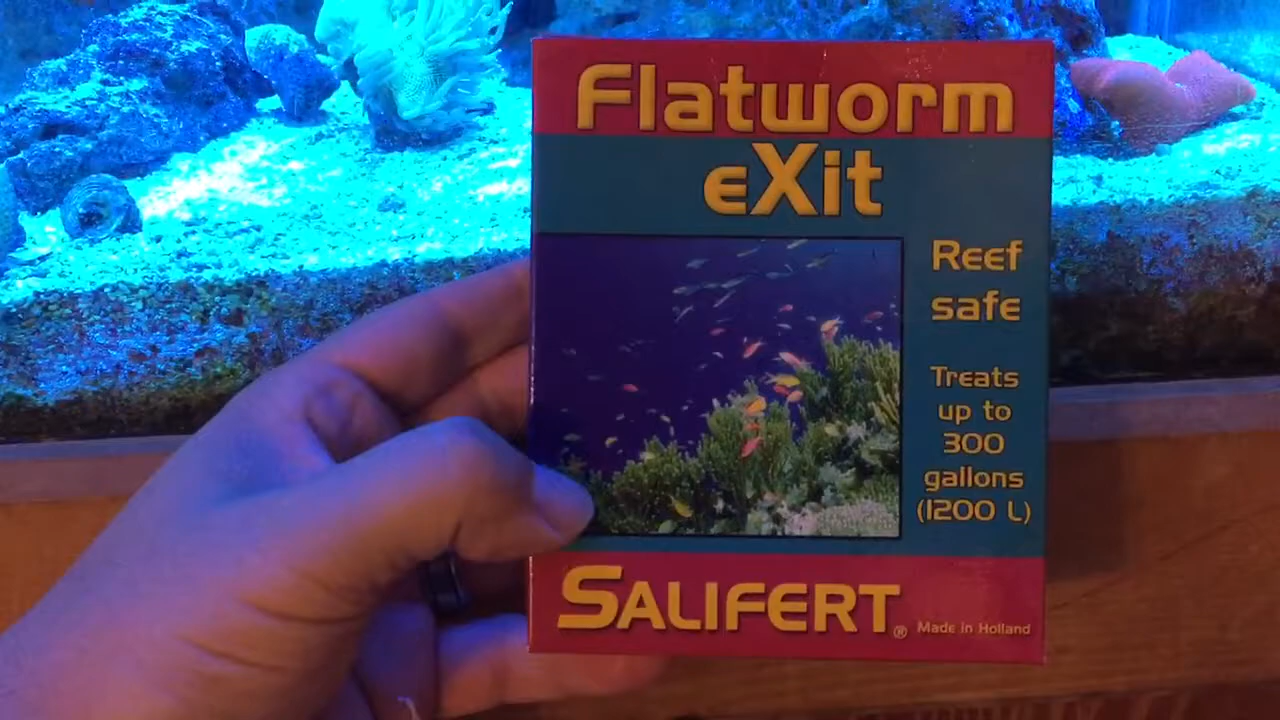 Flatworm
eXit
Reef
safe
Treats
up to
300
gallons
(1200 L)
SALIFERT®
Made in Holland